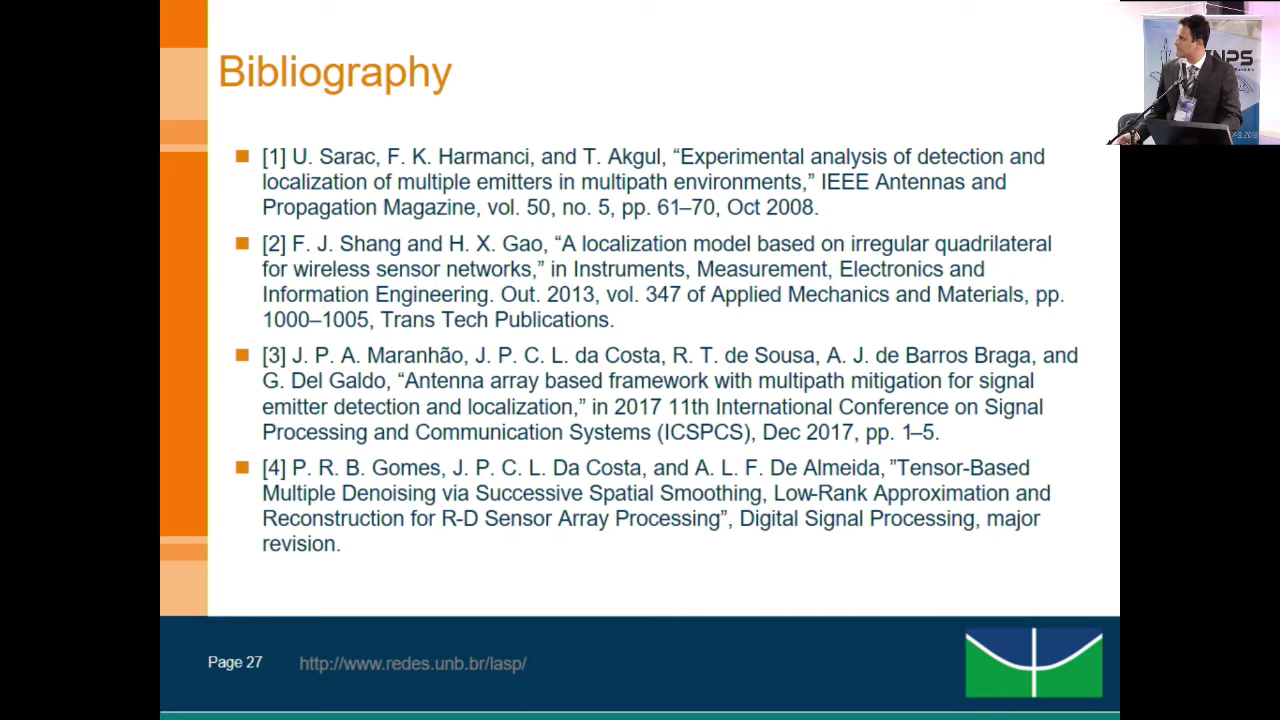 Bibliography
[1] U. Sarac, F. K. Harmanci, and T. Akgul, “Experimental analysis of detection and
localization of multiple emitters in multipath environments,” IEEE Antennas and
Propagation Magazine, vol. 50, no. 5, pp. 61–70, Oct 2008.
[2] F. J. Shang and H. X. Gao, “A localization model based on irregular quadrilateral
for wireless sensor networks,” in Instruments, Measurement, Electronics and
Information Engineering. Out. 2013, vol. 347 of Applied Mechanics and Materials, pp.
1000–1005, Trans Tech Publications.
[3] J. P. A. Maranhão, J. P. C. L. da Costa, R. T. de Sousa, A. J. de Barros Braga, and
G. Del Galdo, “Antenna array based framework with multipath mitigation for signal
emitter detection and localization,” in 2017 11th International Conference on Signal
Processing and Communication Systems (ICSPCS), Dec 2017, pp. 1–5.
[4] P. R. B. Gomes, J. P. C. L. Da Costa, and A. L. F. De Almeida, ”Tensor-Based
Multiple Denoising via Successive Spatial Smoothing, Low-Rank Approximation and
Reconstruction for R-D Sensor Array Processing”, Digital Signal Processing, major
revision.
Page 27
http://www.redes.unb.br/lasp/